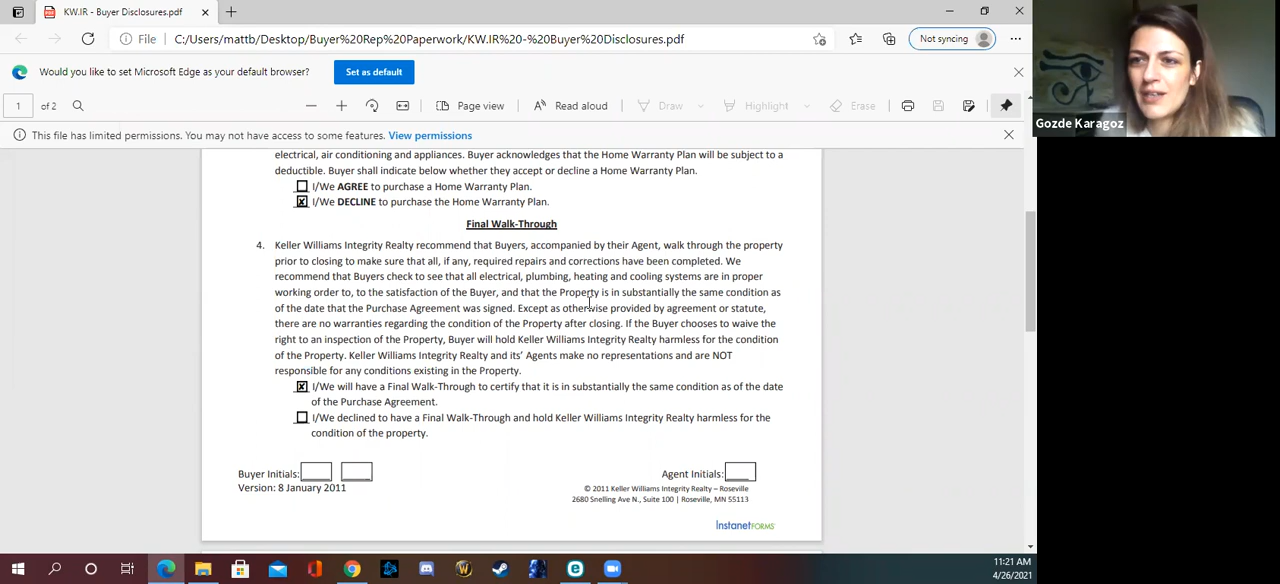 KW.IR - Buyer Disclosures.pdf
File C:/Users/mattb/Desktop/Buyer%20Rep%20Paperwork/KW.IR%20-%20Buyer%20Disclosures.pdf Not syncing
Would you like to set Microsoft Edge as your default browser? Set as default
1 of 2 Page view Read aloud Draw Highlight Erase
Gozde Karagoz
This file has limited permissions. You may not have access to some features. View permissions
electrical, air conditioning and appliances. Buyer acknowledges that the Home Warranty Plan will be subject to a
deductible. Buyer shall indicate below whether they accept or decline a Home Warranty Plan.
I/We AGREE to purchase a Home Warranty Plan.
I/We DECLINE to purchase the Home Warranty Plan.
Final Walk-Through
4. Keller Williams Integrity Realty recommend that Buyers, accompanied by their Agent, walk through the property
prior to closing to make sure that all, if any, required repairs and corrections have been completed. We
recommend that Buyers check to see that all electrical, plumbing, heating and cooling systems are in proper
working order to, to the satisfaction of the Buyer, and that the Property is in substantially the same condition as
of the date that the Purchase Agreement was signed. Except as otherwise provided by agreement or statute,
there are no warranties regarding the condition of the Property after closing. If the Buyer chooses to waive the
right to an inspection of the Property, Buyer will hold Keller Williams Integrity Realty harmless for the condition
of the Property. Keller Williams Integrity Realty and its' Agents make no representations and are NOT
responsible for any conditions existing in the Property.
I/We will have a Final Walk-Through to certify that it is in substantially the same condition as of the date
of the Purchase Agreement.
I/We declined to have a Final Walk-Through and hold Keller Williams Integrity Realty harmless for the
condition of the property.
Buyer Initials: Agent Initials:
Version: 8 January 2011
© 2011 Keller Williams Integrity Realty – Roseville
2680 Snelling Ave N., Suite 100 | Roseville, MN 55113
InstanetFORMS
11:21 AM
4/26/2021